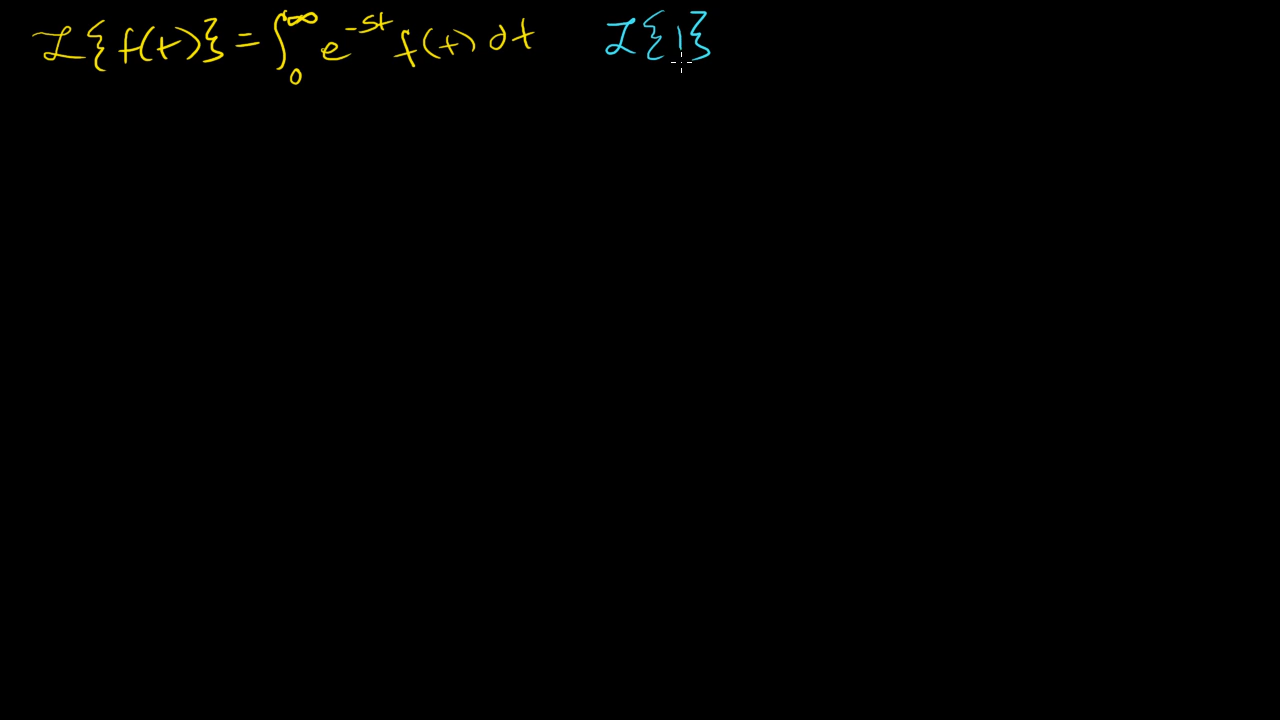 ℒ{f(t)} = ∫₀^∞ e^{-st} f(t) dt ℒ{1}